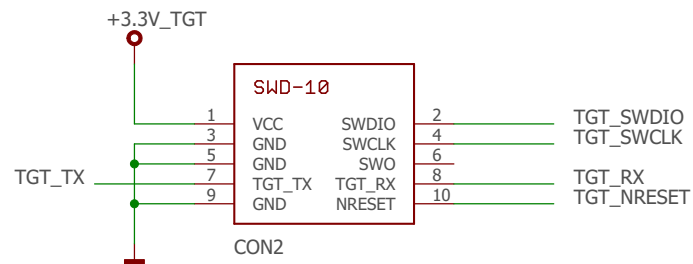 +3.3V_TGT
SWD-10
1 VCC SWDIO 2 TGT_SWDIO
3 GND SWCLK 4 TGT_SWCLK
5 GND SWO 6
TGT_TX 7 TGT_TX TGT_RX 8 TGT_RX
9 GND NRESET 10 TGT_NRESET
CON2